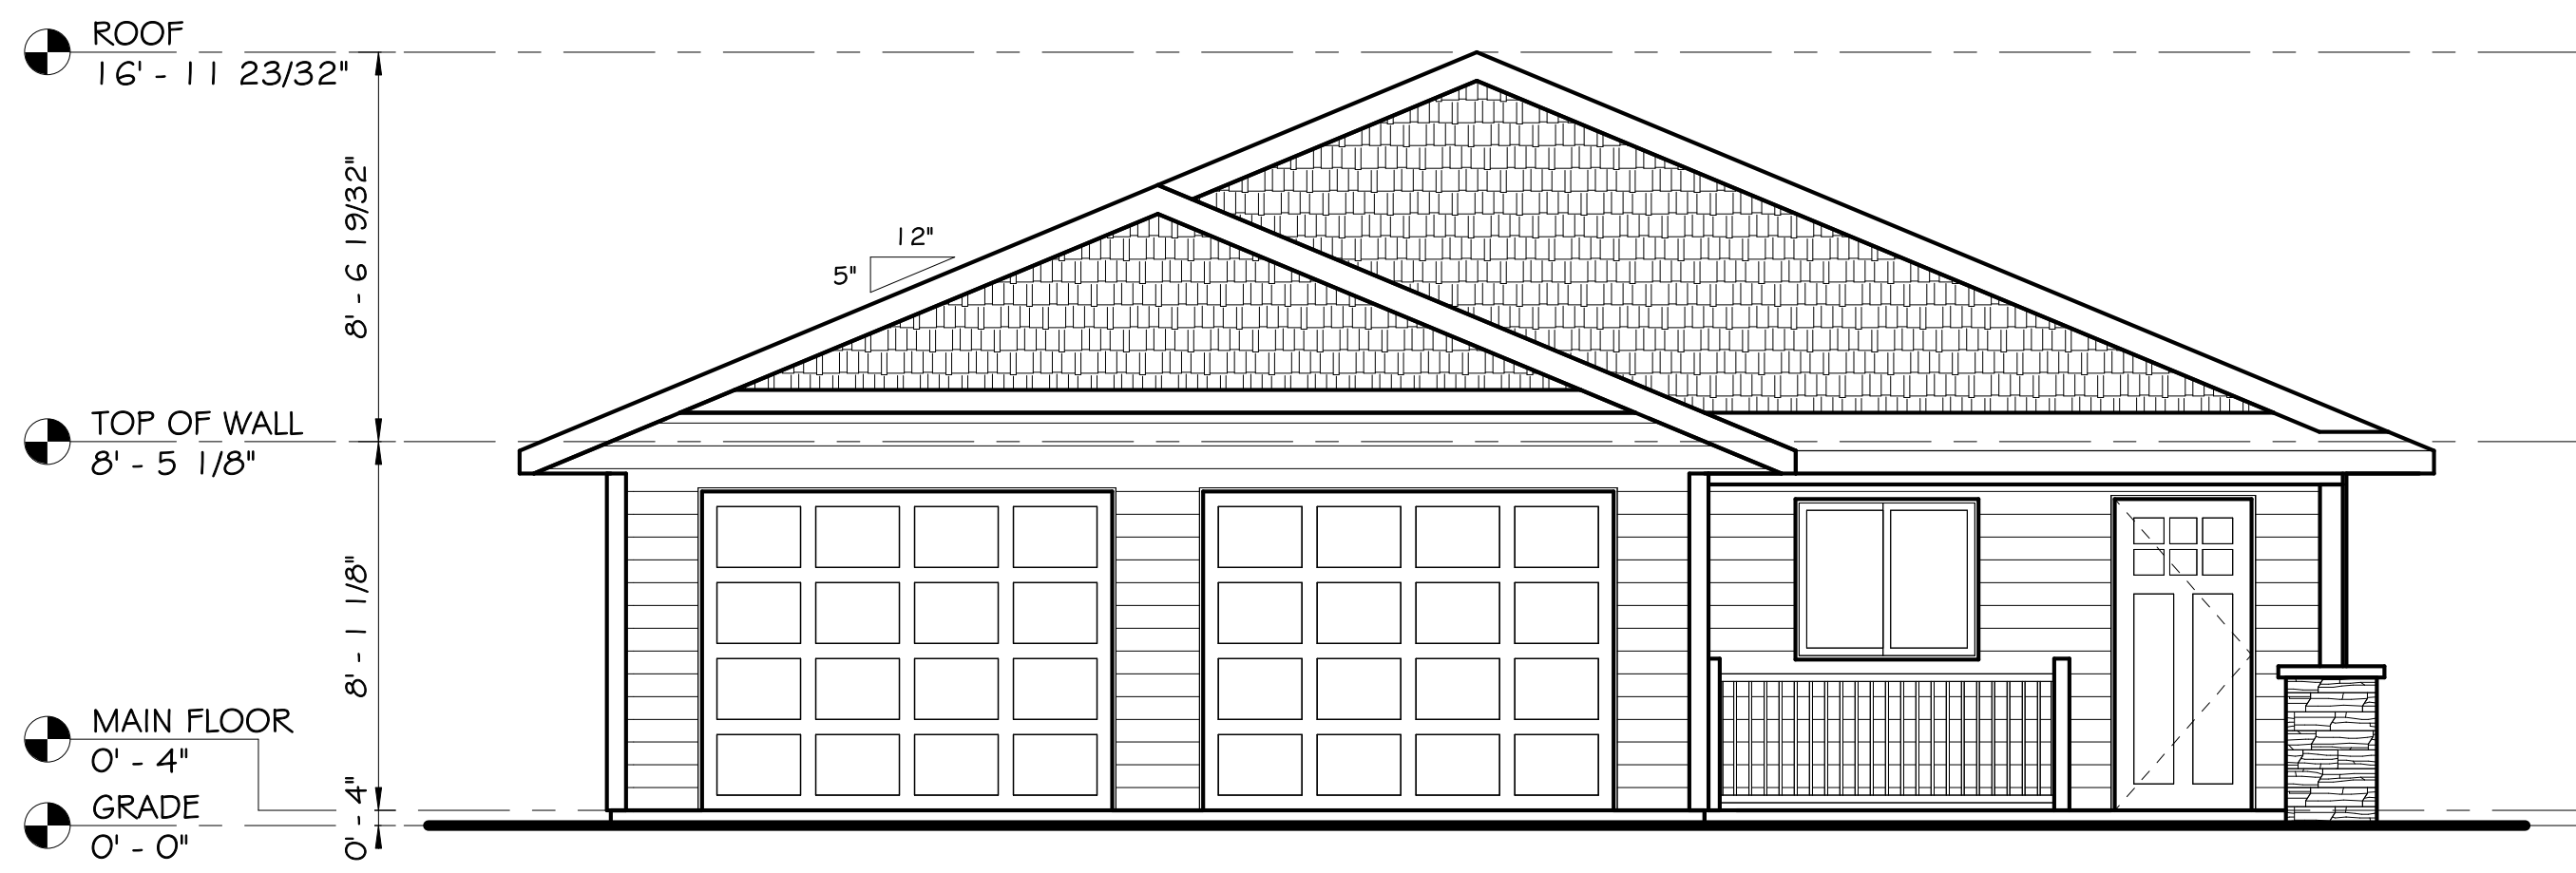 ROOF
16' - 11 23/32"
8' - 6 19/32"
12"
5"
TOP OF WALL
8' - 5 1/8"
8' - 1 1/8"
MAIN FLOOR
0' - 4"
GRADE
0' - 0"
0' - 4"